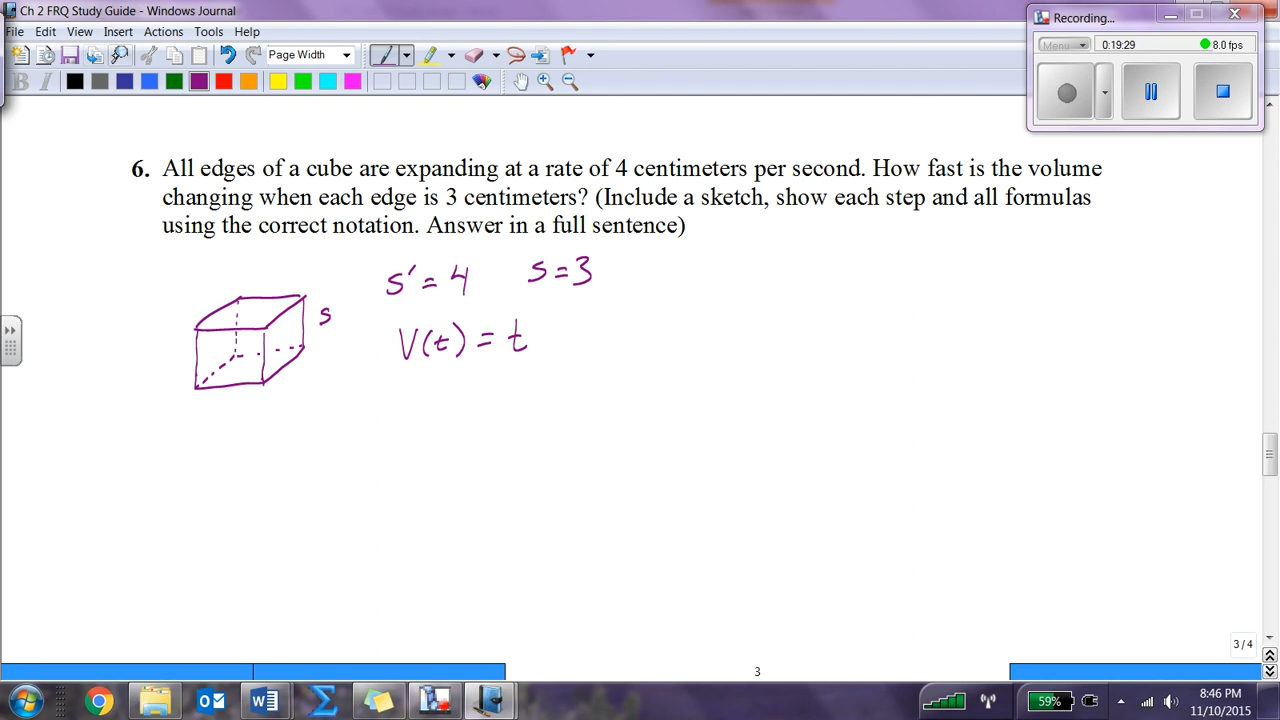 Ch 2 FRQ Study Guide - Windows Journal
Recording...
File Edit View Insert Actions Tools Help
Menu 0:19:29 8.0 fps
Page Width
B I
6. All edges of a cube are expanding at a rate of 4 centimeters per second. How fast is the volume
changing when each edge is 3 centimeters? (Include a sketch, show each step and all formulas
using the correct notation. Answer in a full sentence)
s' = 4 s = 3
s
V(t) = t
3 / 4
3
59% 8:46 PM
11/10/2015